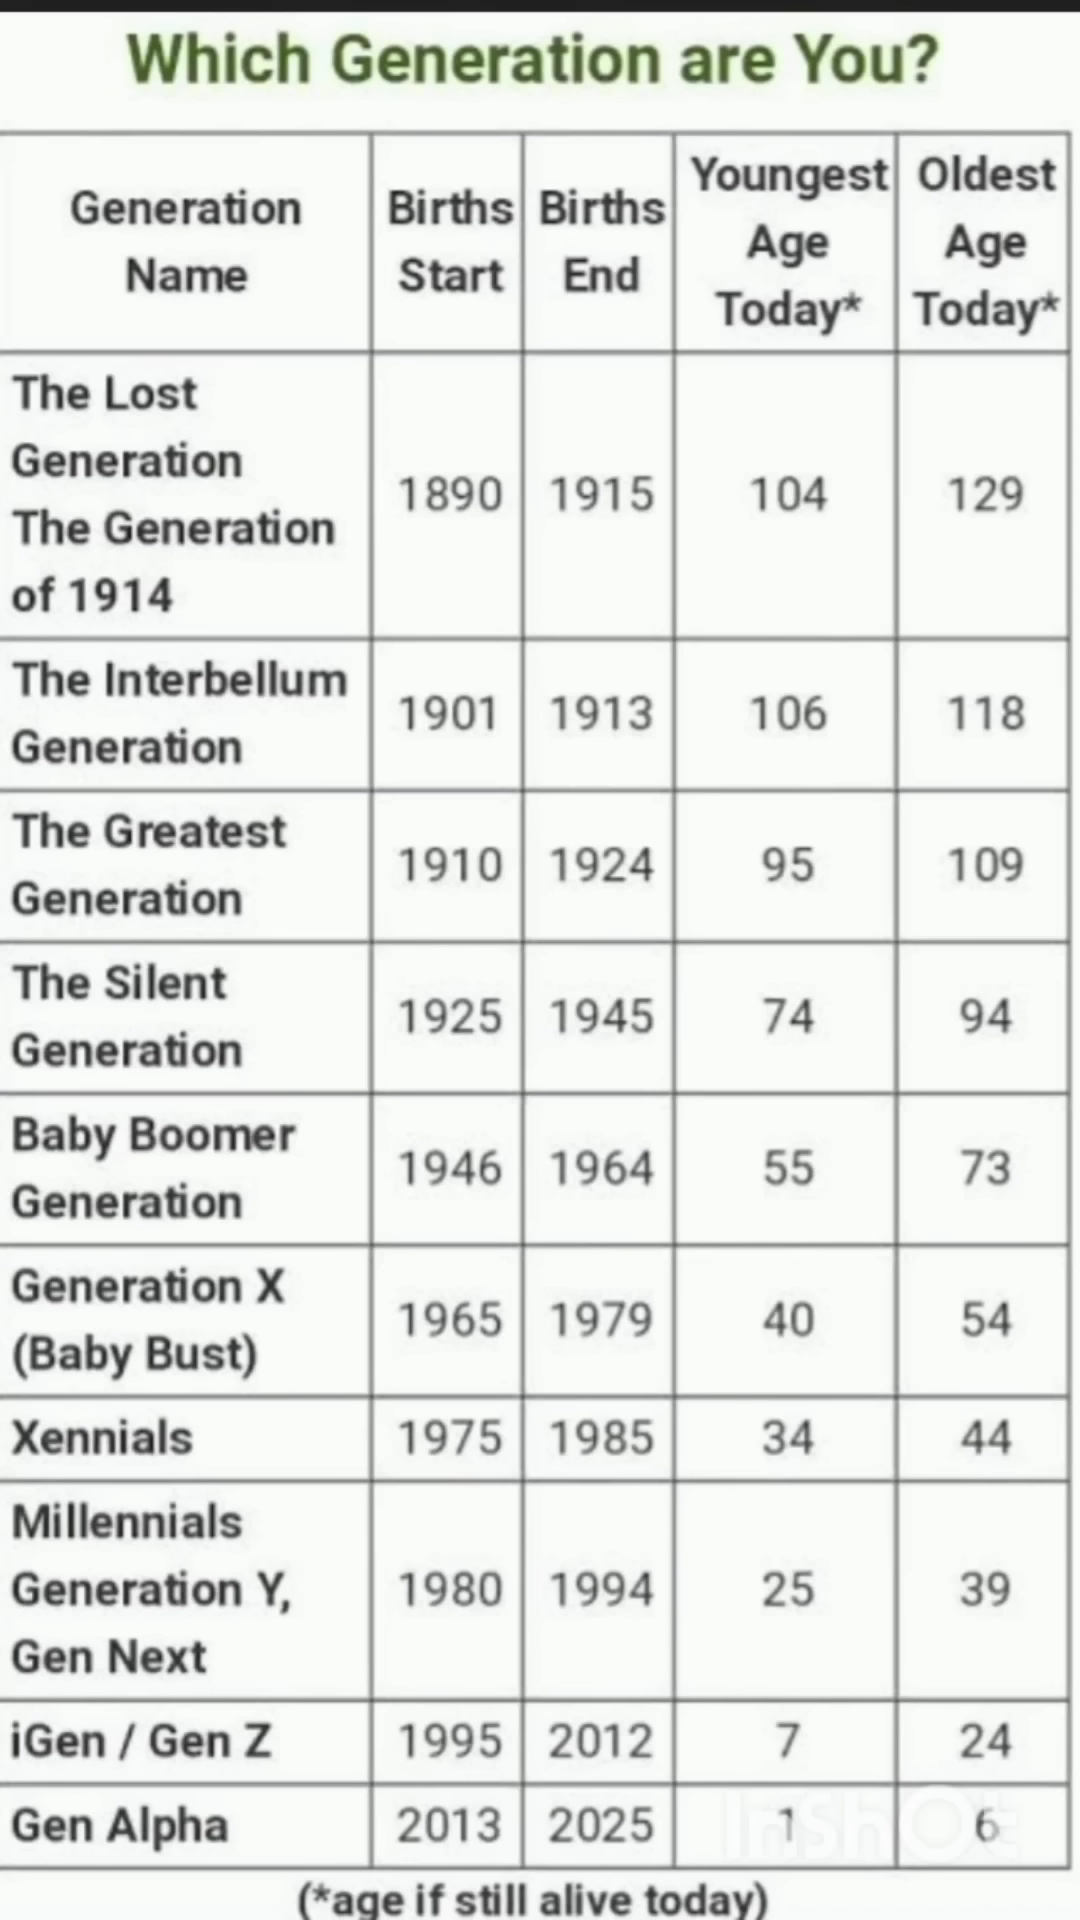 Which Generation are You?
Generation Name | Births Start | Births End | Youngest Age Today* | Oldest Age Today*
The Lost Generation The Generation of 1914 | 1890 | 1915 | 104 | 129
The Interbellum Generation | 1901 | 1913 | 106 | 118
The Greatest Generation | 1910 | 1924 | 95 | 109
The Silent Generation | 1925 | 1945 | 74 | 94
Baby Boomer Generation | 1946 | 1964 | 55 | 73
Generation X (Baby Bust) | 1965 | 1979 | 40 | 54
Xennials | 1975 | 1985 | 34 | 44
Millennials Generation Y, Gen Next | 1980 | 1994 | 25 | 39
iGen / Gen Z | 1995 | 2012 | 7 | 24
Gen Alpha | 2013 | 2025 | 1 | 6
InShOt
(*age if still alive today)